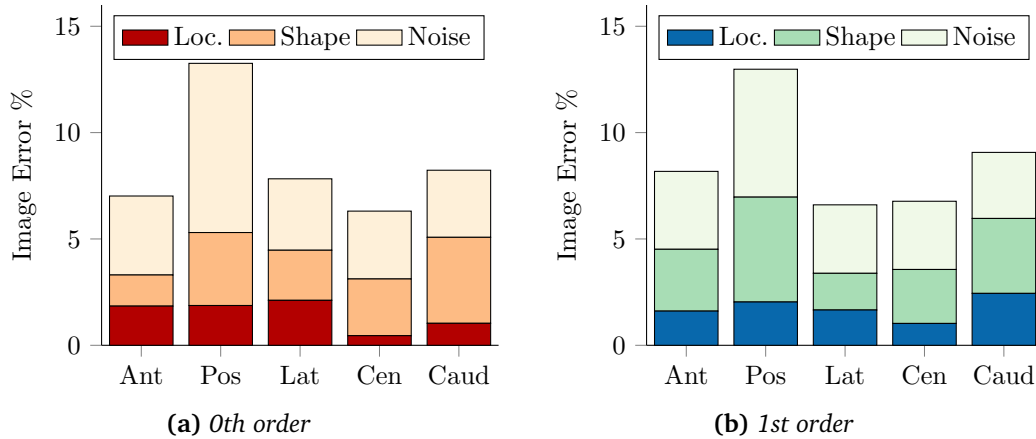 Image Error %
15
10
5
0
Loc. Shape Noise
Ant Pos Lat Cen Caud
(a) 0th order
Image Error %
15
10
5
0
Loc. Shape Noise
Ant Pos Lat Cen Caud
(b) 1st order